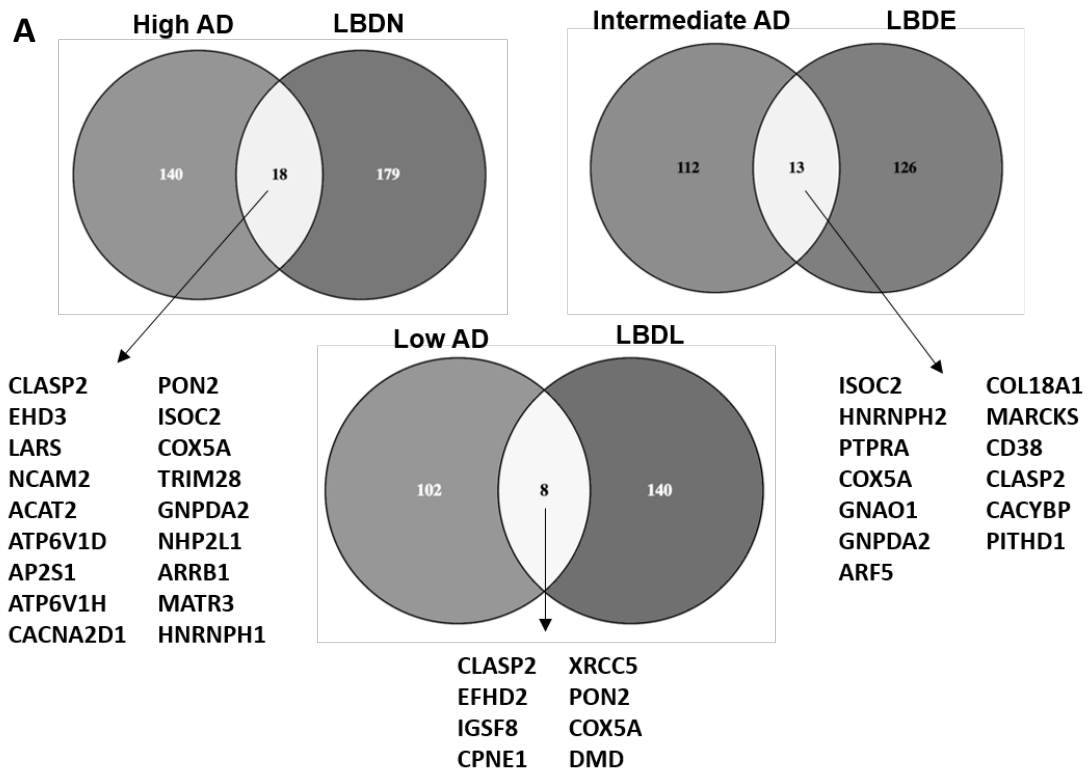 A
High AD LBDN
140 18 179
Intermediate AD LBDE
112 13 126
CLASP2 PON2
EHD3 ISOC2
LARS COX5A
NCAM2 TRIM28
ACAT2 GNPDA2
ATP6V1D NHP2L1
AP2S1 ARRB1
ATP6V1H MATR3
CACNA2D1 HNRNPH1
Low AD LBDL
102 8 140
ISOC2 COL18A1
HNRNPH2 MARCKS
PTPRA CD38
COX5A CLASP2
GNAO1 CACYBP
GNPDA2 PITHD1
ARF5
CLASP2 XRCC5
EFHD2 PON2
IGSF8 COX5A
CPNE1 DMD